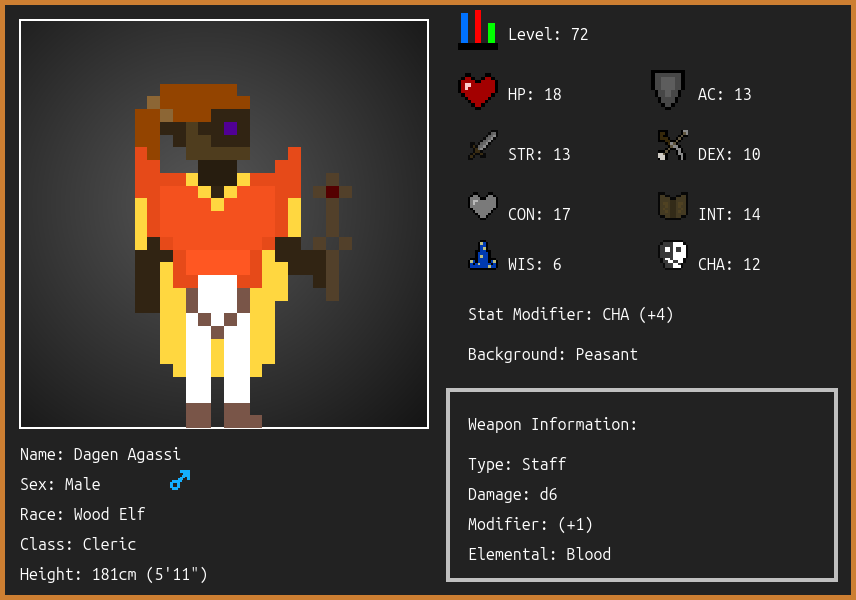 Level: 72
HP: 18
AC: 13
STR: 13
DEX: 10
CON: 17
INT: 14
WIS: 6
CHA: 12
Stat Modifier: CHA (+4)
Background: Peasant
Weapon Information:
Type: Staff
Damage: d6
Modifier: (+1)
Elemental: Blood
Name: Dagen Agassi
Sex: Male
Race: Wood Elf
Class: Cleric
Height: 181cm (5'11")